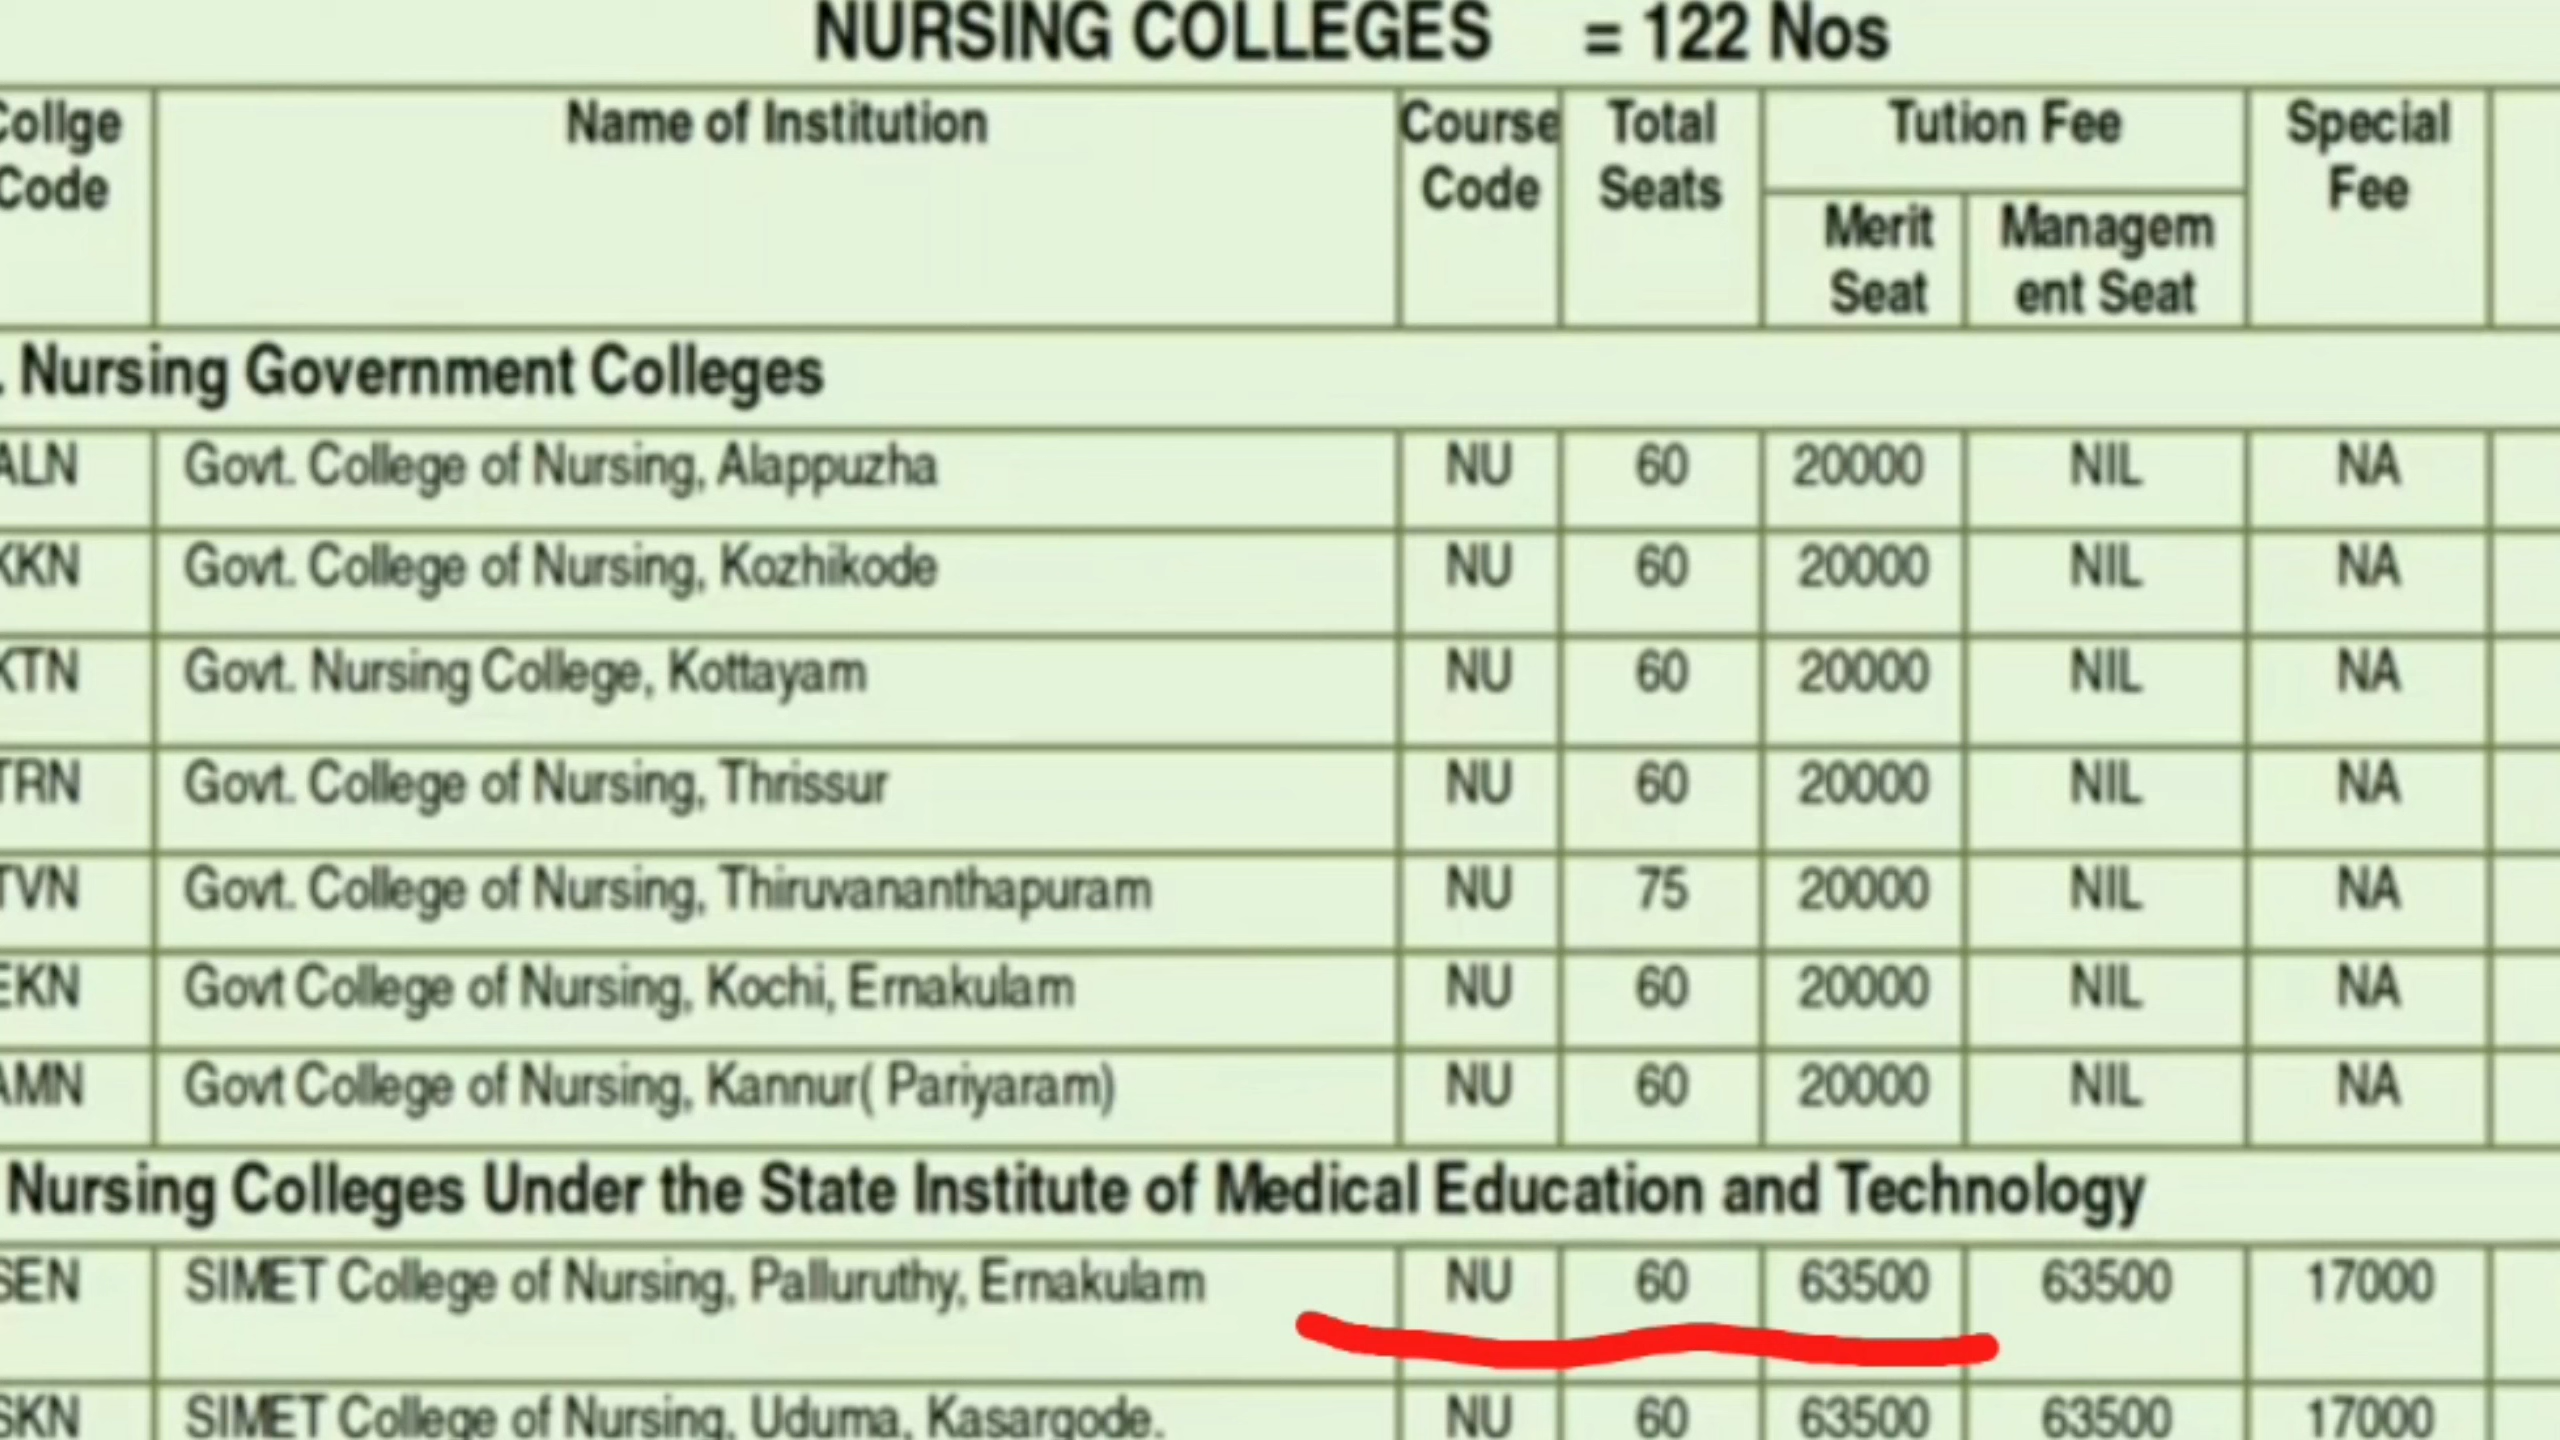 NURSING COLLEGES = 122 Nos
Collge Code Name of Institution Course Code Total Seats Tution Fee Special Fee
Merit Seat Managem ent Seat
. Nursing Government Colleges
ALN Govt. College of Nursing, Alappuzha NU 60 20000 NIL NA
KKN Govt. College of Nursing, Kozhikode NU 60 20000 NIL NA
KTN Govt. Nursing College, Kottayam NU 60 20000 NIL NA
TRN Govt. College of Nursing, Thrissur NU 60 20000 NIL NA
TVN Govt. College of Nursing, Thiruvananthapuram NU 75 20000 NIL NA
EKN Govt College of Nursing, Kochi, Ernakulam NU 60 20000 NIL NA
AMN Govt College of Nursing, Kannur( Pariyaram) NU 60 20000 NIL NA
Nursing Colleges Under the State Institute of Medical Education and Technology
SEN SIMET College of Nursing, Palluruthy, Ernakulam NU 60 63500 63500 17000
SKN SIMET College of Nursing, Uduma, Kasargode. NU 60 63500 63500 17000